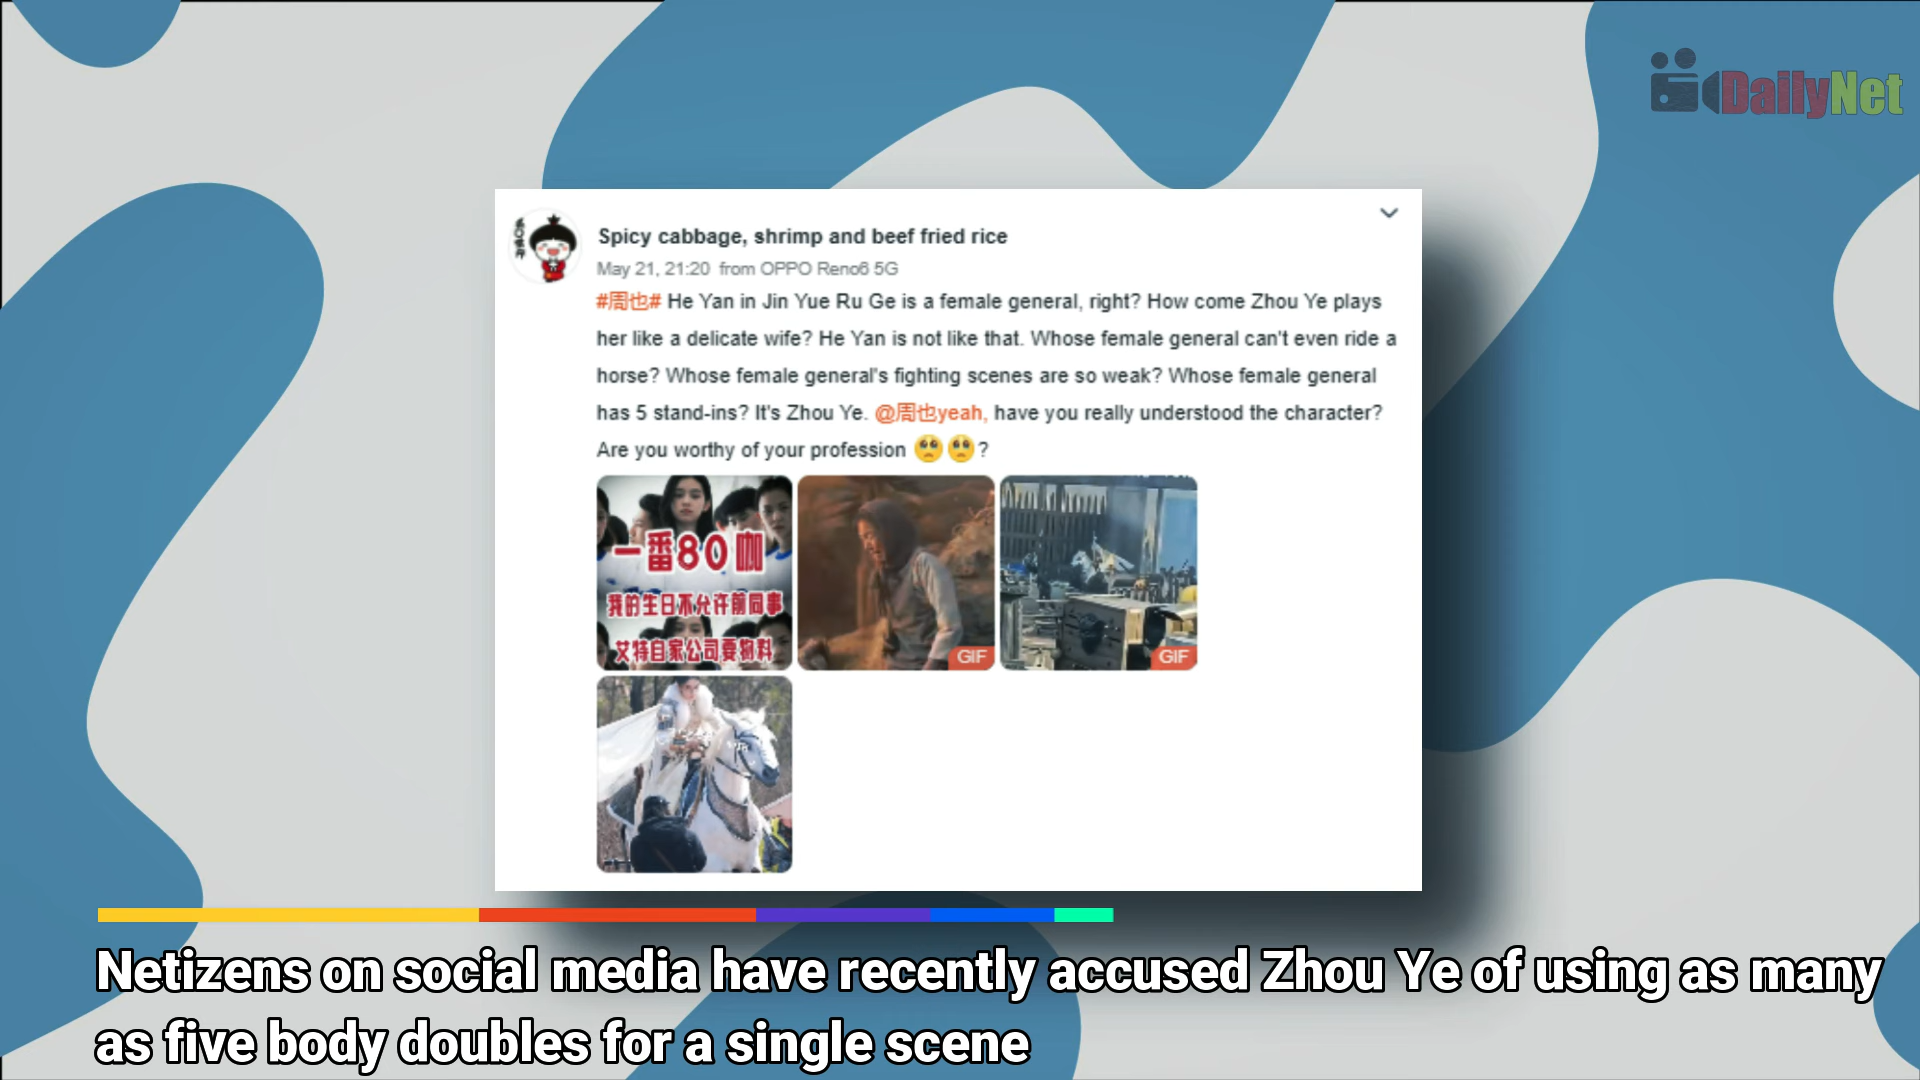 DailyNet
Spicy cabbage, shrimp and beef fried rice
May 21, 21:20 from OPPO Reno6 5G
#周也# He Yan in Jin Yue Ru Ge is a female general, right? How come Zhou Ye plays
her like a delicate wife? He Yan is not like that. Whose female general can't even ride a
horse? Whose female general's fighting scenes are so weak? Whose female general
has 5 stand-ins? It's Zhou Ye. @周也yeah, have you really understood the character?
Are you worthy of your profession 🥺🥺?
一番80咖
我的生日不允许前同事
艾特自家公司要物料
GIF
GIF
Netizens on social media have recently accused Zhou Ye of using as many
as five body doubles for a single scene